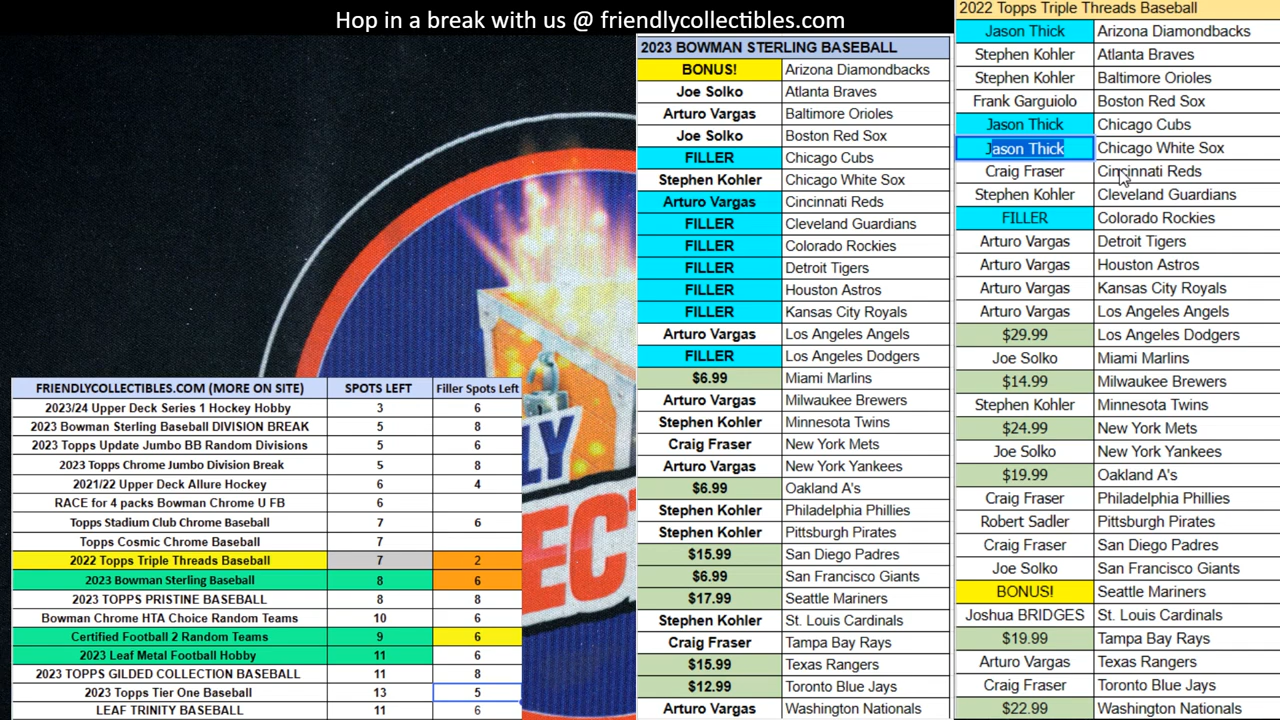 Hop in a break with us @ friendlycollectibles.com
LY
ECT
FRIENDLYCOLLECTIBLES.COM (MORE ON SITE) SPOTS LEFT Filler Spots Left
2023/24 Upper Deck Series 1 Hockey Hobby 3 6
2023 Bowman Sterling Baseball DIVISION BREAK 5 8
2023 Topps Update Jumbo BB Random Divisions 5 6
2023 Topps Chrome Jumbo Division Break 5 8
2021/22 Upper Deck Allure Hockey 6 4
RACE for 4 packs Bowman Chrome U FB 6
Topps Stadium Club Chrome Baseball 7 6
Topps Cosmic Chrome Baseball 7
2022 Topps Triple Threads Baseball 7 2
2023 Bowman Sterling Baseball 8 6
2023 TOPPS PRISTINE BASEBALL 8 8
Bowman Chrome HTA Choice Random Teams 10 6
Certified Football 2 Random Teams 9 6
2023 Leaf Metal Football Hobby 11 6
2023 TOPPS GILDED COLLECTION BASEBALL 11 8
2023 Topps Tier One Baseball 13 5
LEAF TRINITY BASEBALL 11 6
2023 BOWMAN STERLING BASEBALL
BONUS! Arizona Diamondbacks
Joe Solko Atlanta Braves
Arturo Vargas Baltimore Orioles
Joe Solko Boston Red Sox
FILLER Chicago Cubs
Stephen Kohler Chicago White Sox
Arturo Vargas Cincinnati Reds
FILLER Cleveland Guardians
FILLER Colorado Rockies
FILLER Detroit Tigers
FILLER Houston Astros
FILLER Kansas City Royals
Arturo Vargas Los Angeles Angels
FILLER Los Angeles Dodgers
$6.99 Miami Marlins
Arturo Vargas Milwaukee Brewers
Stephen Kohler Minnesota Twins
Craig Fraser New York Mets
Arturo Vargas New York Yankees
$6.99 Oakland A's
Stephen Kohler Philadelphia Phillies
Stephen Kohler Pittsburgh Pirates
$15.99 San Diego Padres
$6.99 San Francisco Giants
$17.99 Seattle Mariners
Stephen Kohler St. Louis Cardinals
Craig Fraser Tampa Bay Rays
$15.99 Texas Rangers
$12.99 Toronto Blue Jays
Arturo Vargas Washington Nationals
2022 Topps Triple Threads Baseball
Jason Thick Arizona Diamondbacks
Stephen Kohler Atlanta Braves
Stephen Kohler Baltimore Orioles
Frank Garguiolo Boston Red Sox
Jason Thick Chicago Cubs
Jason Thick Chicago White Sox
Craig Fraser Cincinnati Reds
Stephen Kohler Cleveland Guardians
FILLER Colorado Rockies
Arturo Vargas Detroit Tigers
Arturo Vargas Houston Astros
Arturo Vargas Kansas City Royals
Arturo Vargas Los Angeles Angels
$29.99 Los Angeles Dodgers
Joe Solko Miami Marlins
$14.99 Milwaukee Brewers
Stephen Kohler Minnesota Twins
$24.99 New York Mets
Joe Solko New York Yankees
$19.99 Oakland A's
Craig Fraser Philadelphia Phillies
Robert Sadler Pittsburgh Pirates
Craig Fraser San Diego Padres
Joe Solko San Francisco Giants
BONUS! Seattle Mariners
Joshua BRIDGES St. Louis Cardinals
$19.99 Tampa Bay Rays
Arturo Vargas Texas Rangers
Craig Fraser Toronto Blue Jays
$22.99 Washington Nationals